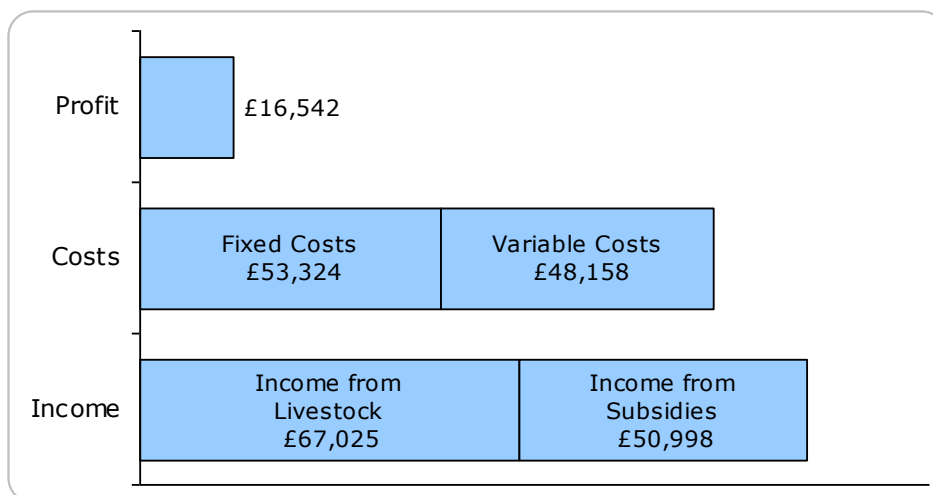 Profit
£16,542
Costs
Fixed Costs
£53,324
Variable Costs
£48,158
Income
Income from
Livestock
£67,025
Income from
Subsidies
£50,998